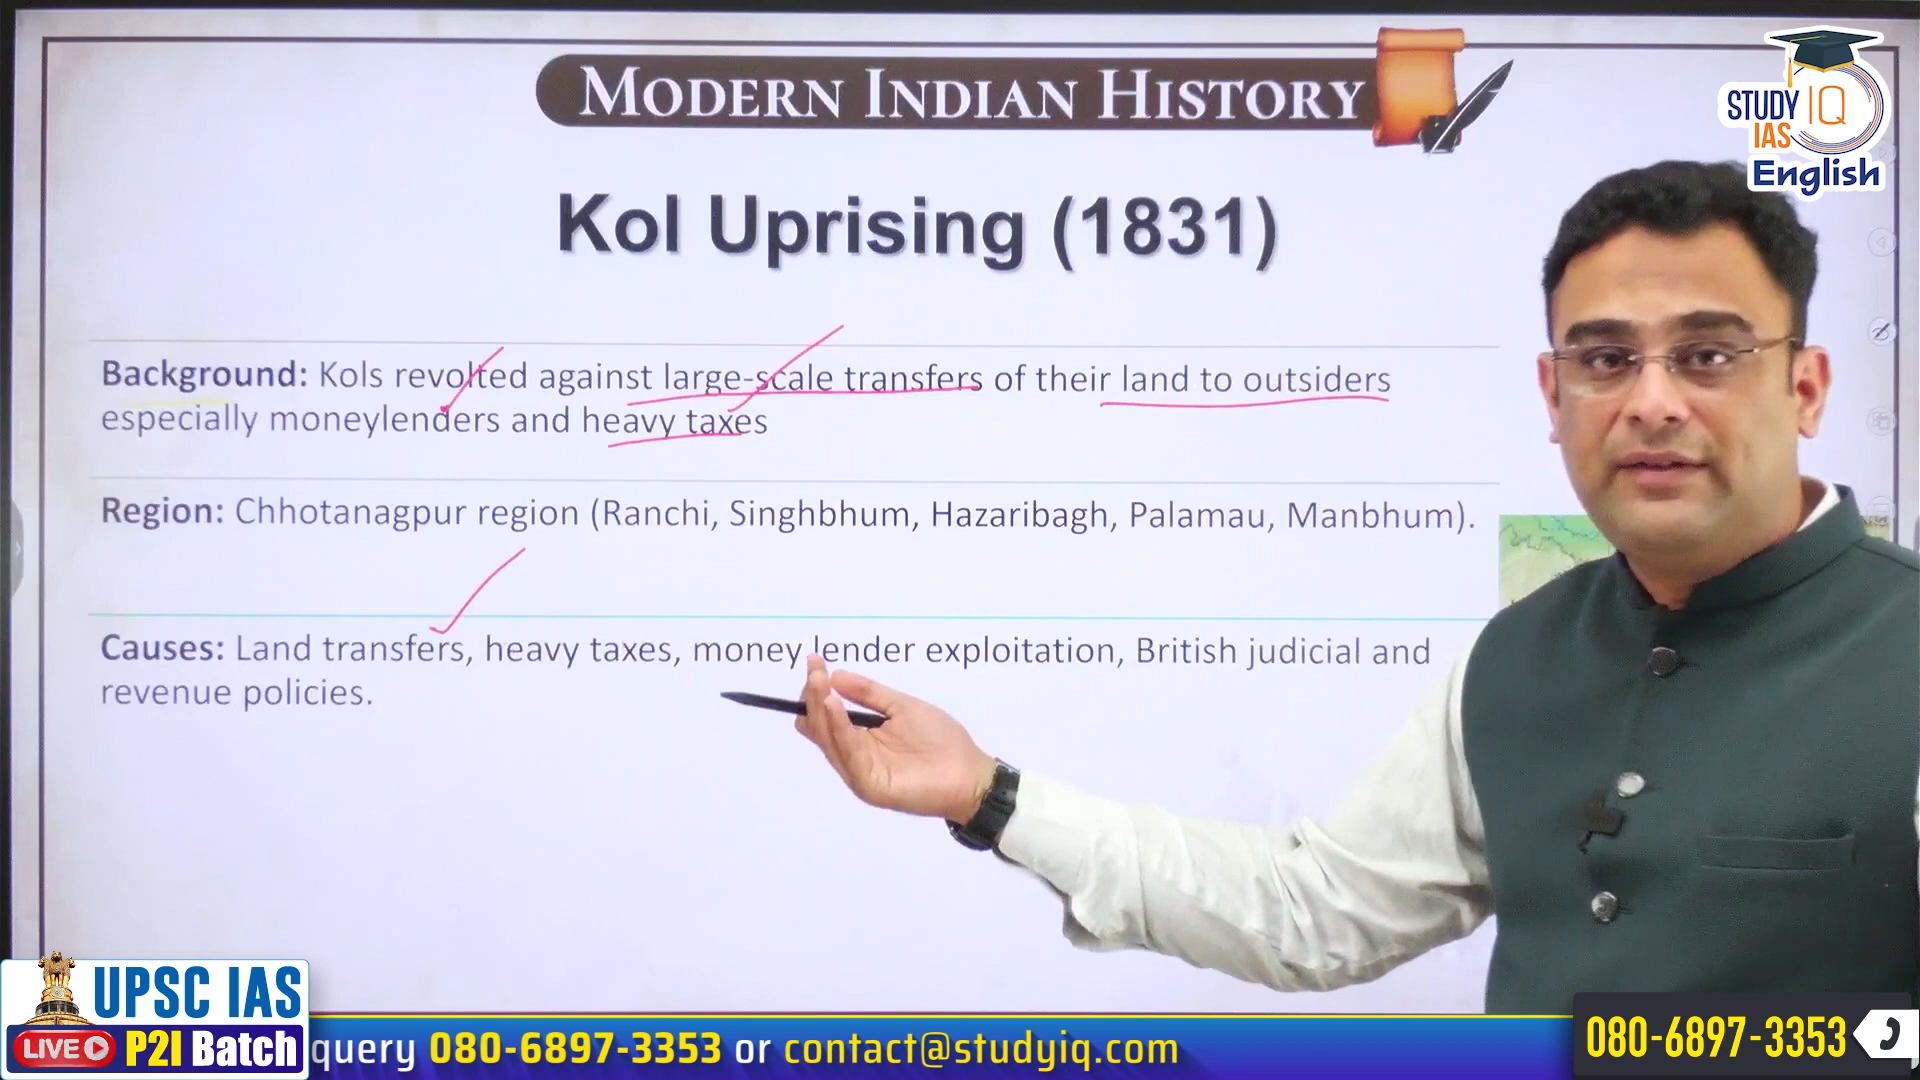 MODERN INDIAN HISTORY
STUDY IQ
IAS
English
Kol Uprising (1831)
Background: Kols revolted against large-scale transfers of their land to outsiders
especially moneylenders and heavy taxes
Region: Chhotanagpur region (Ranchi, Singhbhum, Hazaribagh, Palamau, Manbhum).
Causes: Land transfers, heavy taxes, money lender exploitation, British judicial and
revenue policies.
UPSC IAS
LIVE P2I Batch
query 080-6897-3353 or contact@studyiq.com
080-6897-3353